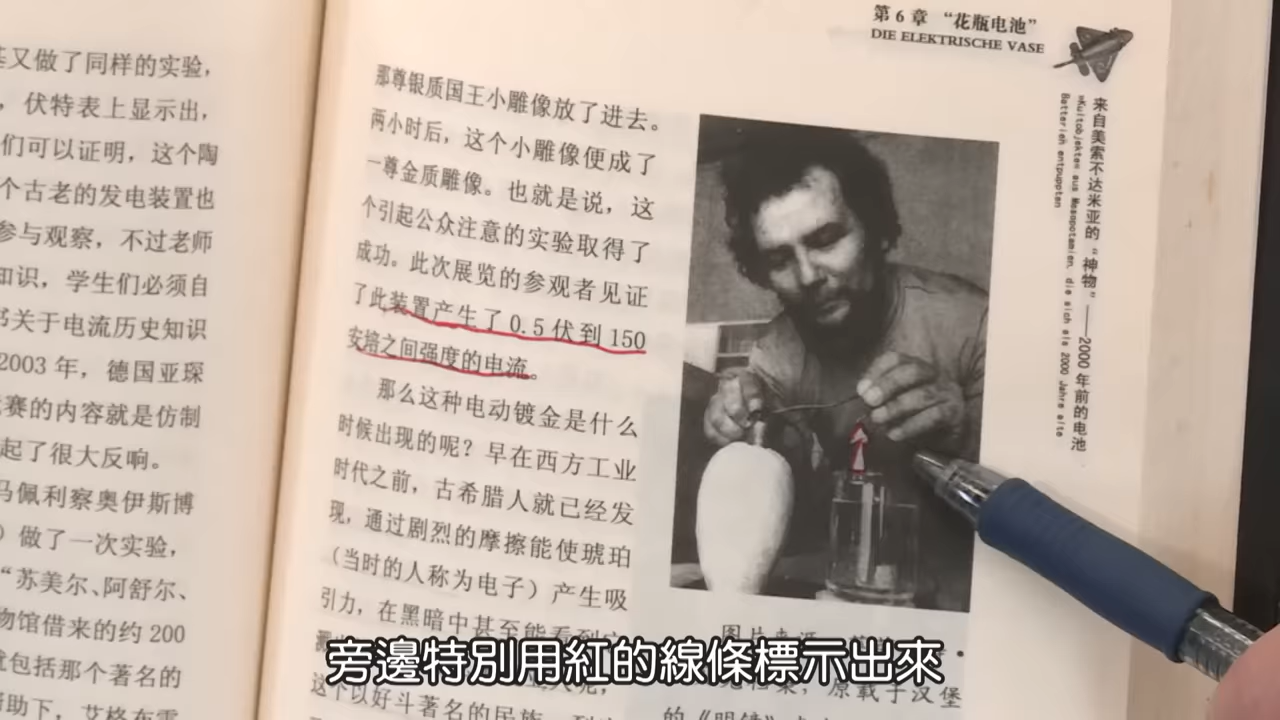 又做了同样的实验，
，伏特表上显示出，
们可以证明，这个陶
个古老的发电装置也
参与观察，不过老师
知识，学生们必须自
关于电流历史知识
2003 年，德国亚琛
赛的内容就是仿制
起了很大反响。
马佩利察奥伊斯博
）做了一次实验，
“苏美尔、阿舒尔、
物馆借来的约 200
就包括那个著名的
帮助下，艾格布雷
第 6 章 “花瓶电池”
DIE ELEKTRISCHE VASE
那尊银质国王小雕像放了进去。
两小时后，这个小雕像便成了
一尊金质雕像。也就是说，这
个引起公众注意的实验取得了
成功。此次展览的参观者见证
了此装置产生了 0.5 伏到 150
安培之间强度的电流。
那么这种电动镀金是什么
时候出现的呢？早在西方工业
时代之前，古希腊人就已经发
现，通过剧烈的摩擦能使琥珀
（当时的人称为电子）产生吸
引力，在黑暗中甚至能看到
这个以好斗著名的民族
来自美索不达米亚的“神物”——2000 年前的电池
»Kultobjekte« aus Mesopotamien, die sich als 2000 Jahre alte
Batterien entpuppten
图片来源
原载于汉堡
的《明镜》
旁邊特別用紅的線條標示出來